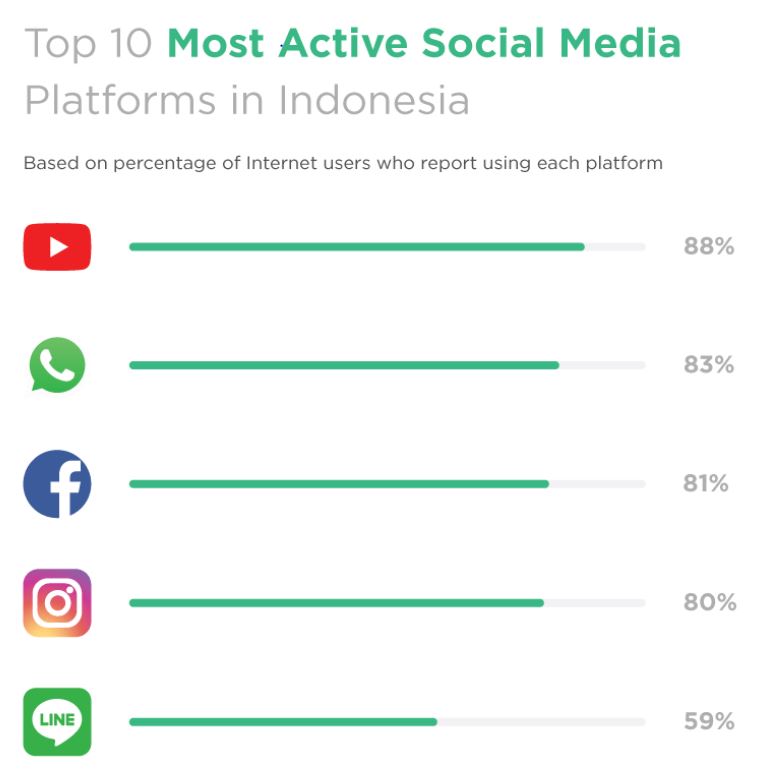 Top 10 Most Active Social Media
Platforms in Indonesia
Based on percentage of Internet users who report using each platform
88%
83%
81%
80%
LINE
59%